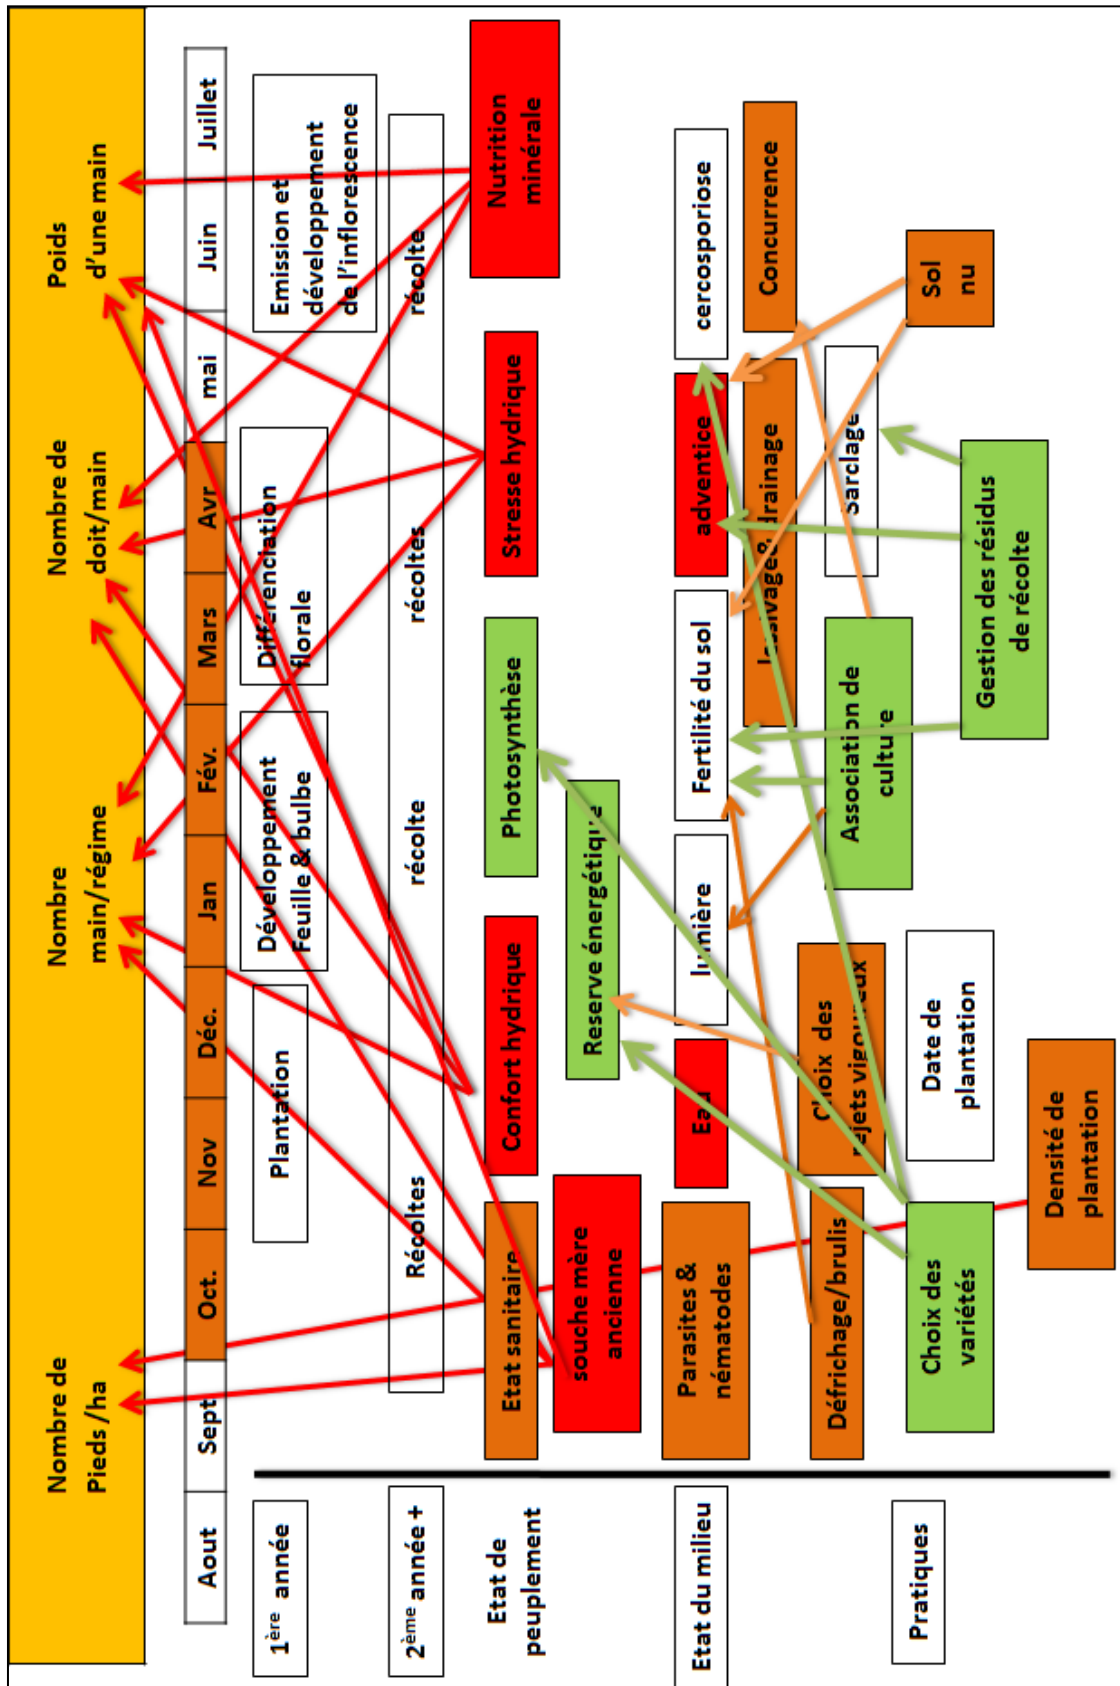 Nombre de
Pieds /ha
Nombre
main/régime
Nombre de
doit/main
Poids
d'une main
Aout
Sept
Oct.
Nov
Déc.
Jan
Fév.
Mars
Avr
mai
Juin
Juillet
1ère année
Plantation
Développement
Feuille & bulbe
Différenciation
florale
Emission et
développement
de l'inflorescence
2ème année +
Récoltes
récolte
récoltes
récolte
Etat de
peuplement
Etat sanitaire
Confort hydrique
Photosynthèse
Stresse hydrique
Nutrition
minérale
souche mère
ancienne
Reserve énergétique
Etat du milieu
Parasites &
nématodes
Eau
lumière
Fertilité du sol
adventice
cercosporiose
lessivage& drainage
Concurrence
Pratiques
Défrichage/brulis
Choix des
rejets vigoureux
Association de
culture
Sarclage
Choix des
variétés
Date de
plantation
Gestion des résidus
de récolte
Sol
nu
Densité de
plantation